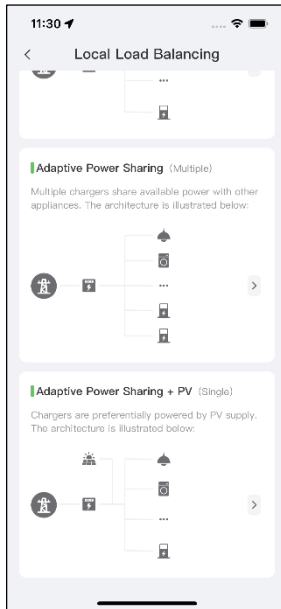 11:30
Local Load Balancing
...
Adaptive Power Sharing (Multiple)
Multiple chargers share available power with other
appliances. The architecture is illustrated below:
...
Adaptive Power Sharing + PV (Single)
Chargers are preferentially powered by PV supply.
The architecture is illustrated below:
...